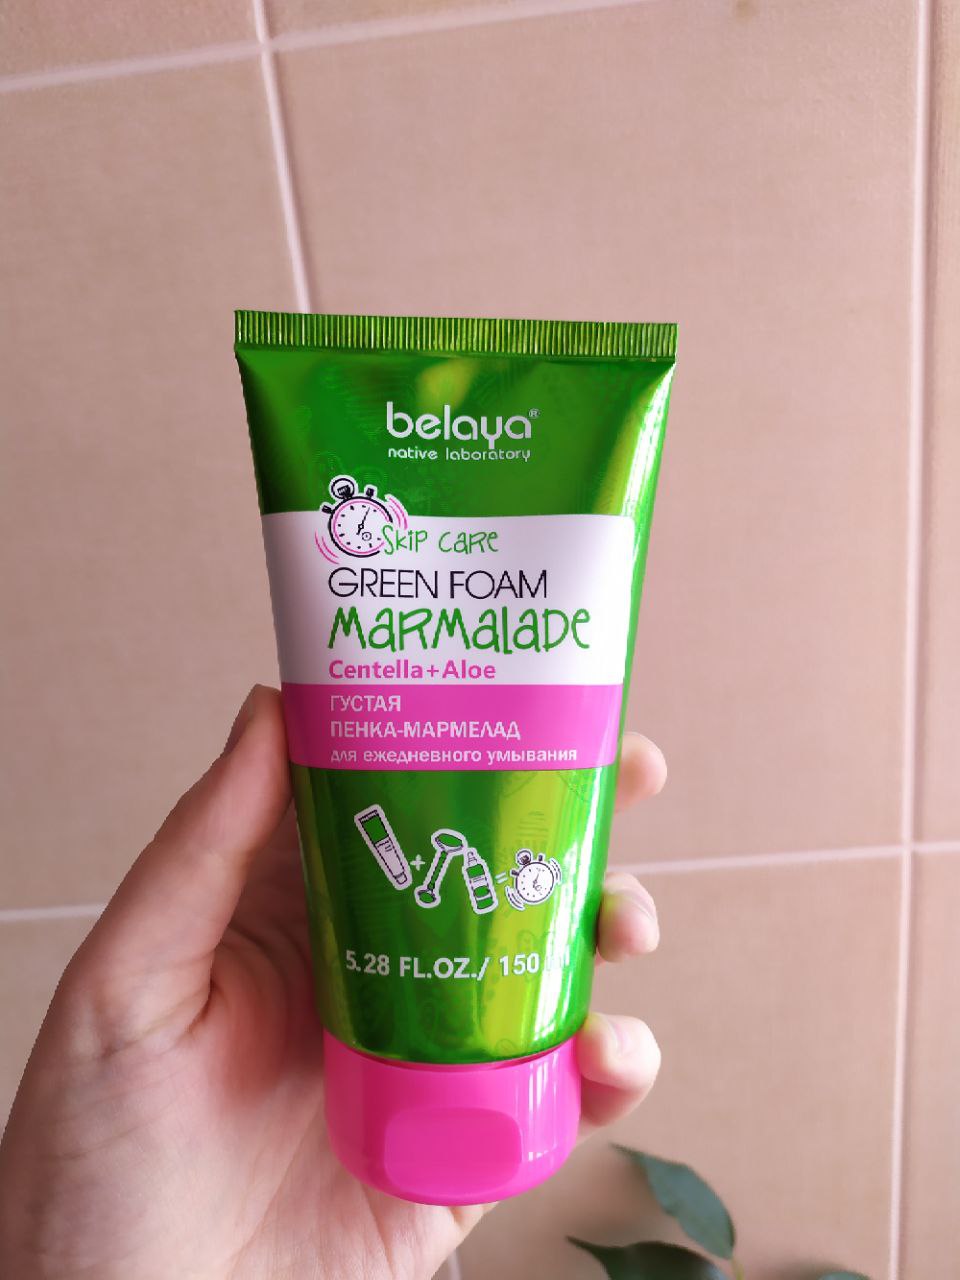 belaya®
native laboratory
Skip care
GREEN FOAM
MARMALADE
Centella+Aloe
ГУСТАЯ
ПЕНКА-МАРМЕЛАД
для ежедневного умывания
+ =
5.28 FL.OZ./ 150